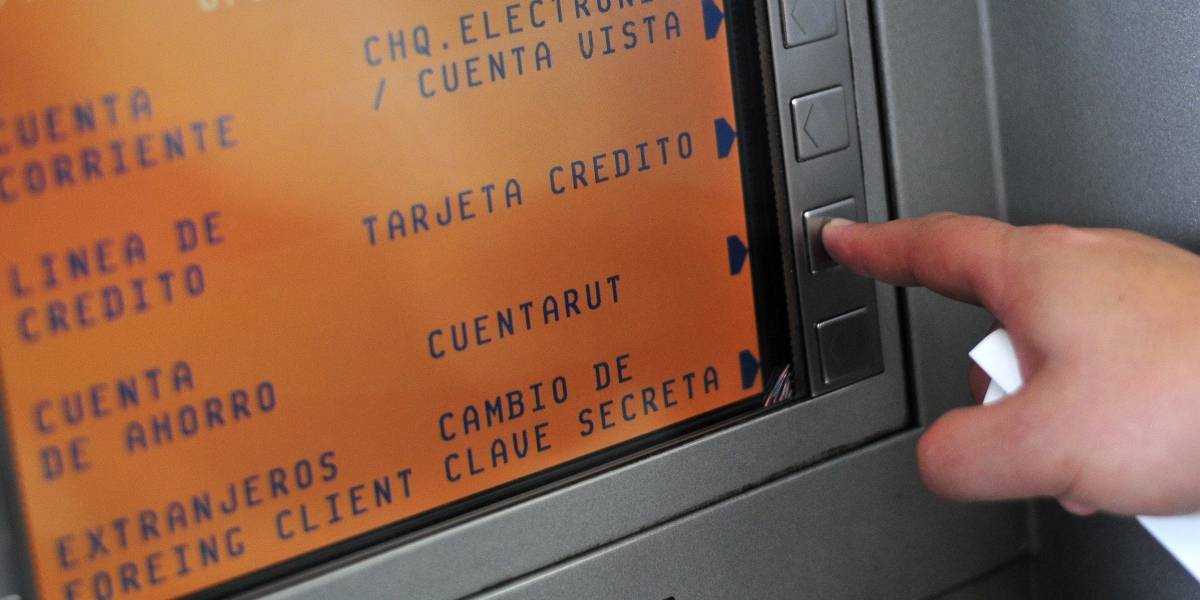 CHQ.ELECTRONI
/ CUENTA VISTA
CUENTA
CORRIENTE
TARJETA CREDITO
LINEA DE
CREDITO
CUENTARUT
CUENTA
DE AHORRO
CAMBIO DE
CLAVE SECRETA
EXTRANJEROS
FOREING CLIENT